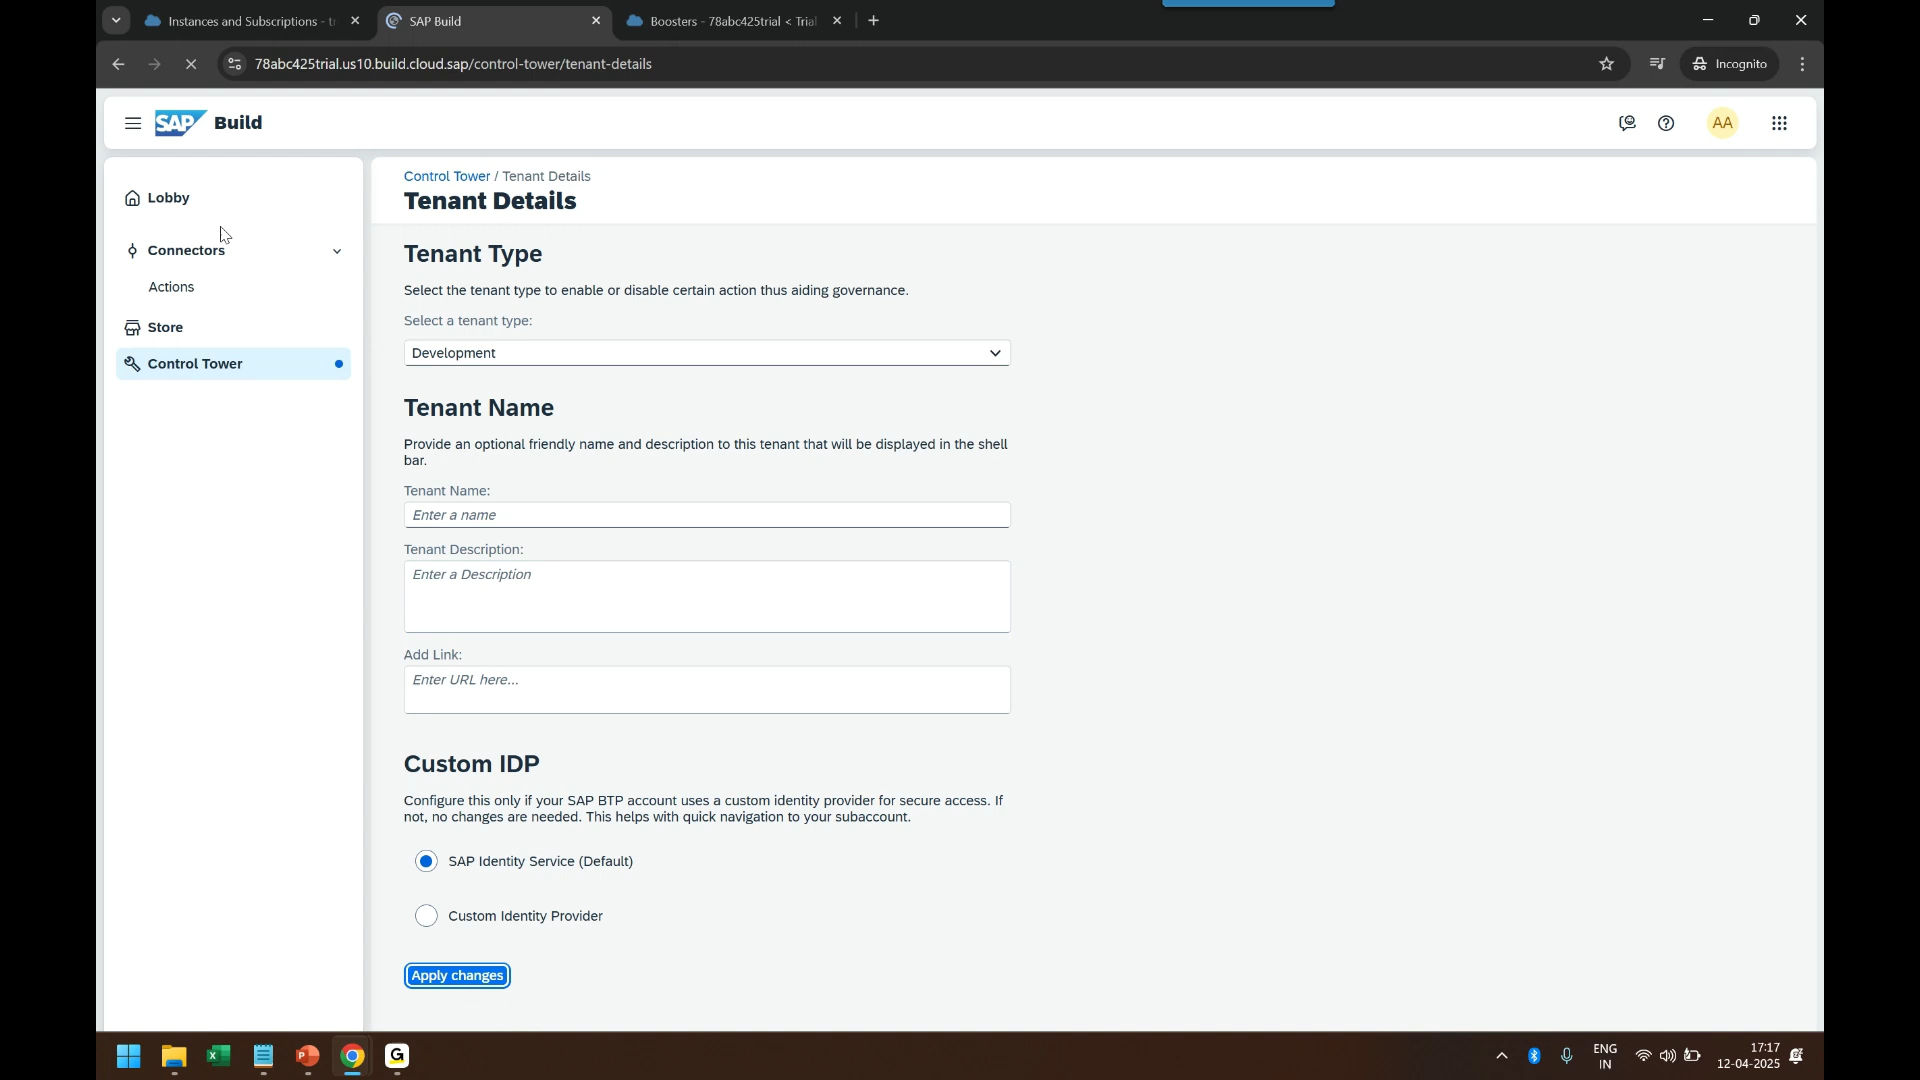 Instances and Subscriptions - tr
SAP Build
Boosters - 78abc425trial < Trial
78abc425trial.us10.build.cloud.sap/control-tower/tenant-details
Incognito
SAP Build
AA
Lobby
Connectors
Actions
Store
Control Tower
Control Tower / Tenant Details
Tenant Details
Tenant Type
Select the tenant type to enable or disable certain action thus aiding governance.
Select a tenant type:
Development
Tenant Name
Provide an optional friendly name and description to this tenant that will be displayed in the shell
bar.
Tenant Name:
Enter a name
Tenant Description:
Enter a Description
Add Link:
Enter URL here...
Custom IDP
Configure this only if your SAP BTP account uses a custom identity provider for secure access. If
not, no changes are needed. This helps with quick navigation to your subaccount.
SAP Identity Service (Default)
Custom Identity Provider
Apply changes
ENG
IN
17:17
12-04-2025